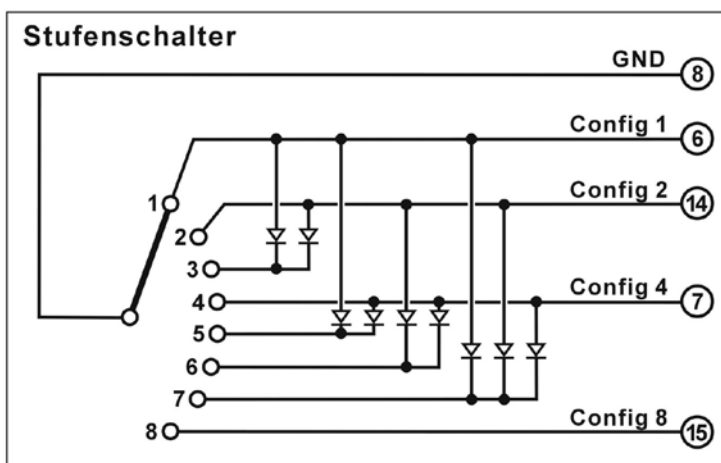 Stufenschalter
GND 8
Config 1 6
1
Config 2 14
2
3
4 Config 4 7
5
6
7
8 Config 8 15